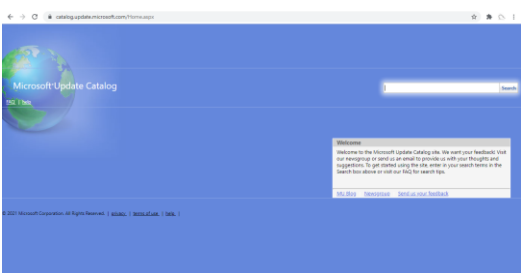 catalog.update.microsoft.com/Home.aspx
Microsoft Update Catalog
FAQ | help
Search
Welcome
Welcome to the Microsoft Update Catalog site. We want your feedback! Visit
our newsgroup or send us an email to provide us with your thoughts and
suggestions. To get started using the site, enter in your search terms in the
Search box above or visit our FAQ for search tips.
MU Blog Newsgroup Send us your feedback
© 2021 Microsoft Corporation. All Rights Reserved. | privacy | terms of use | help |